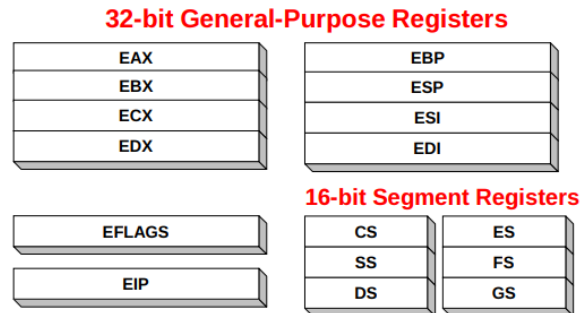 32-bit General-Purpose Registers
EAX
EBX
ECX
EDX
EBP
ESP
ESI
EDI
EFLAGS
EIP
16-bit Segment Registers
CS
SS
DS
ES
FS
GS